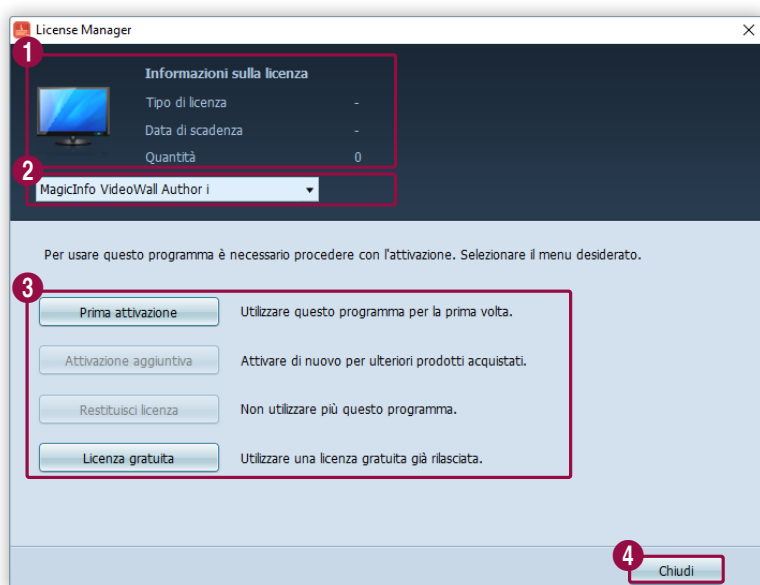 License Manager
1
Informazioni sulla licenza
Tipo di licenza -
Data di scadenza -
Quantità 0
2
MagicInfo VideoWall Author i
Per usare questo programma è necessario procedere con l'attivazione. Selezionare il menu desiderato.
3
Prima attivazione Utilizzare questo programma per la prima volta.
Attivazione aggiuntiva Attivare di nuovo per ulteriori prodotti acquistati.
Restituisci licenza Non utilizzare più questo programma.
Licenza gratuita Utilizzare una licenza gratuita già rilasciata.
4
Chiudi